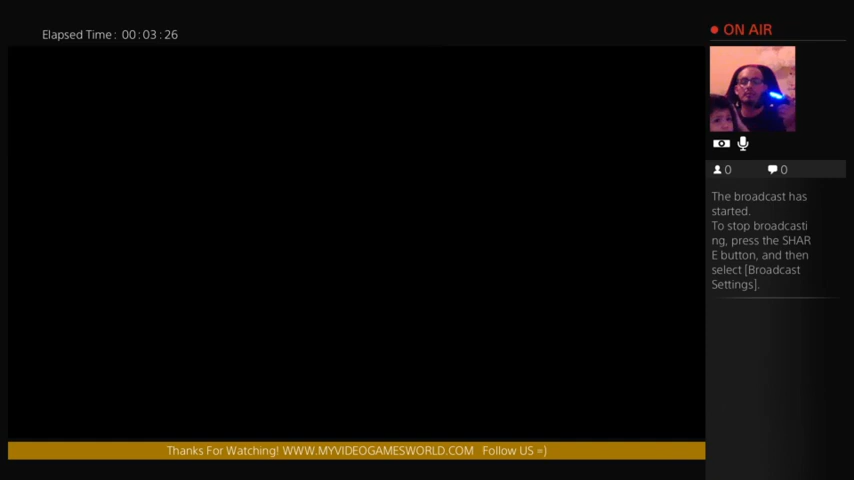 Elapsed Time: 00:03:26
ON AIR
0 0
The broadcast has
started.
To stop broadcasti
ng, press the SHAR
E button, and then
select [Broadcast
Settings].
Thanks For Watching! WWW.MYVIDEOGAMESWORLD.COM Follow US =)